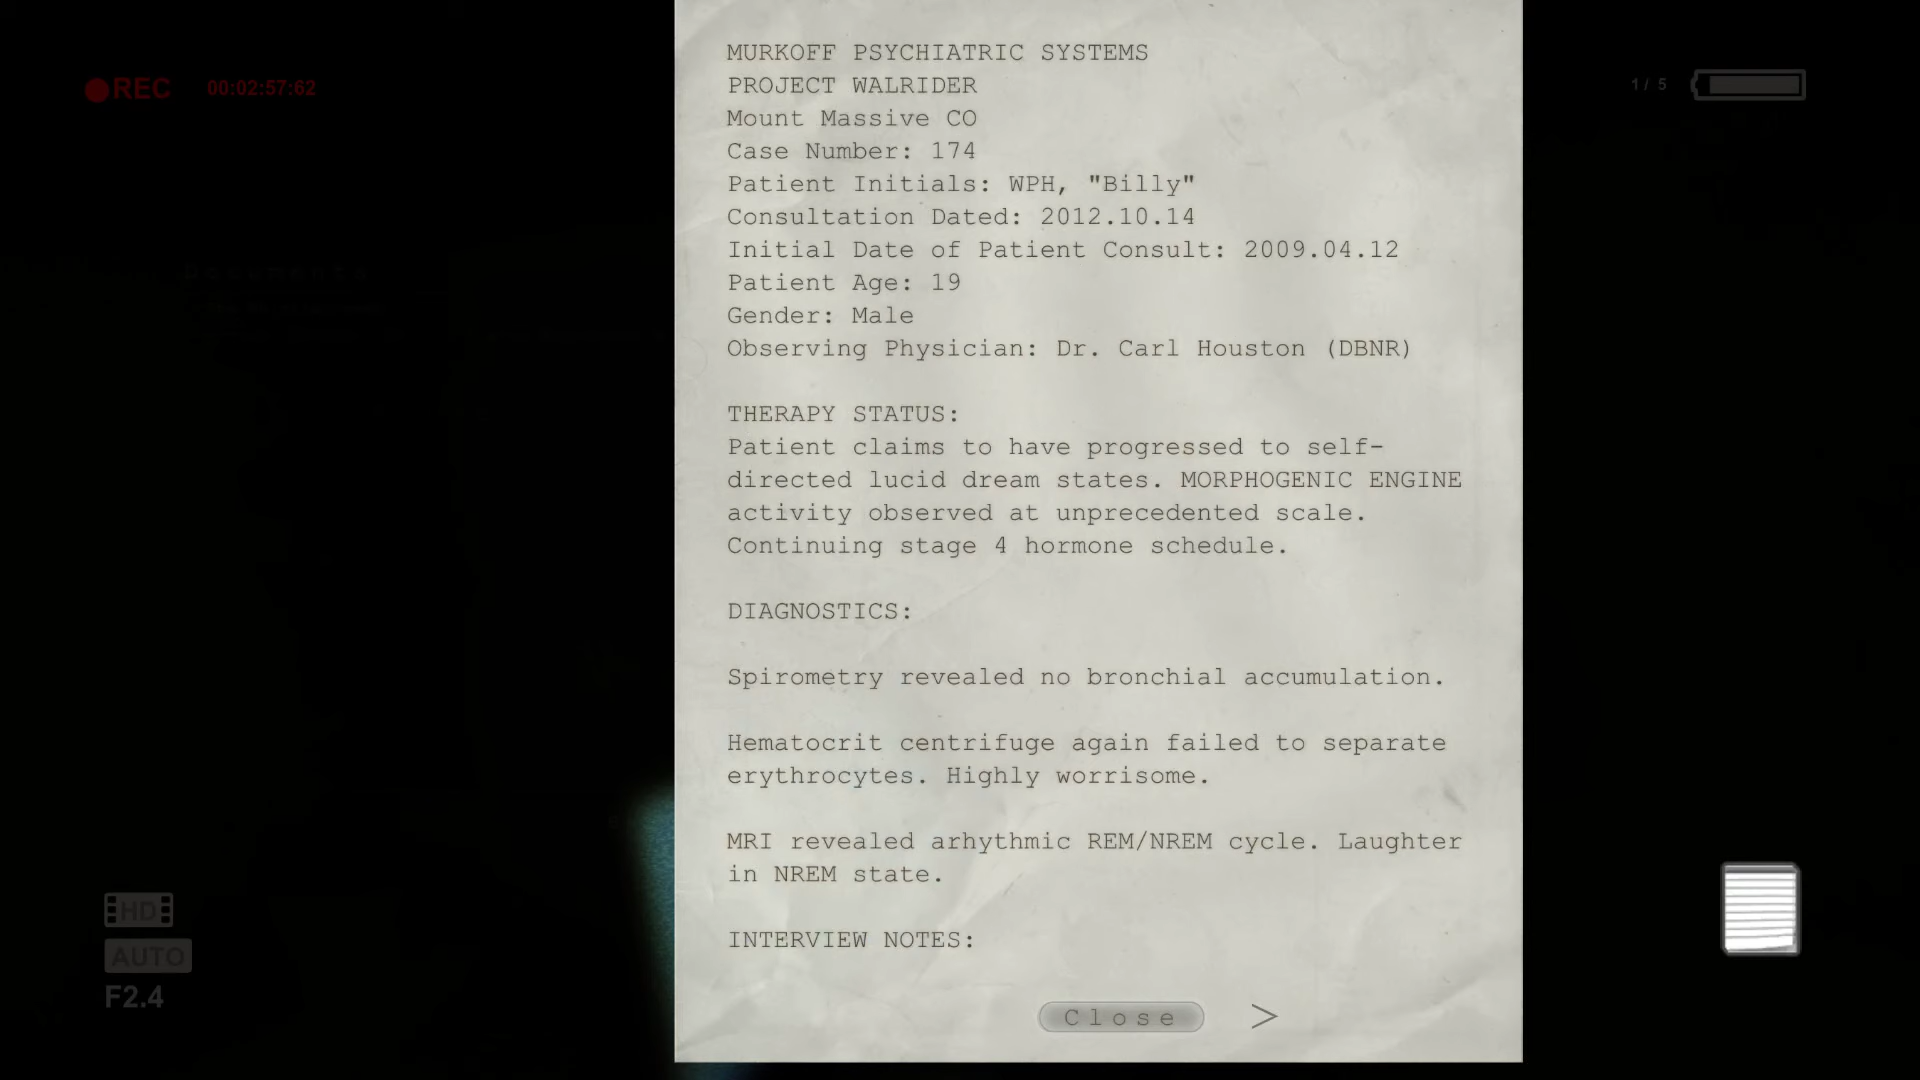 MURKOFF PSYCHIATRIC SYSTEMS
PROJECT WALRIDER
Mount Massive CO
Case Number: 174
Patient Initials: WPH, "Billy"
Consultation Dated: 2012.10.14
Initial Date of Patient Consult: 2009.04.12
Patient Age: 19
Gender: Male
Observing Physician: Dr. Carl Houston (DBNR)
THERAPY STATUS:
Patient claims to have progressed to self-
directed lucid dream states. MORPHOGENIC ENGINE
activity observed at unprecedented scale.
Continuing stage 4 hormone schedule.
DIAGNOSTICS:
Spirometry revealed no bronchial accumulation.
Hematocrit centrifuge again failed to separate
erythrocytes. Highly worrisome.
MRI revealed arhythmic REM/NREM cycle. Laughter
in NREM state.
INTERVIEW NOTES:
Close >
REC 00:02:57:62
1 / 5
Documents
HD
AUTO
F2.4